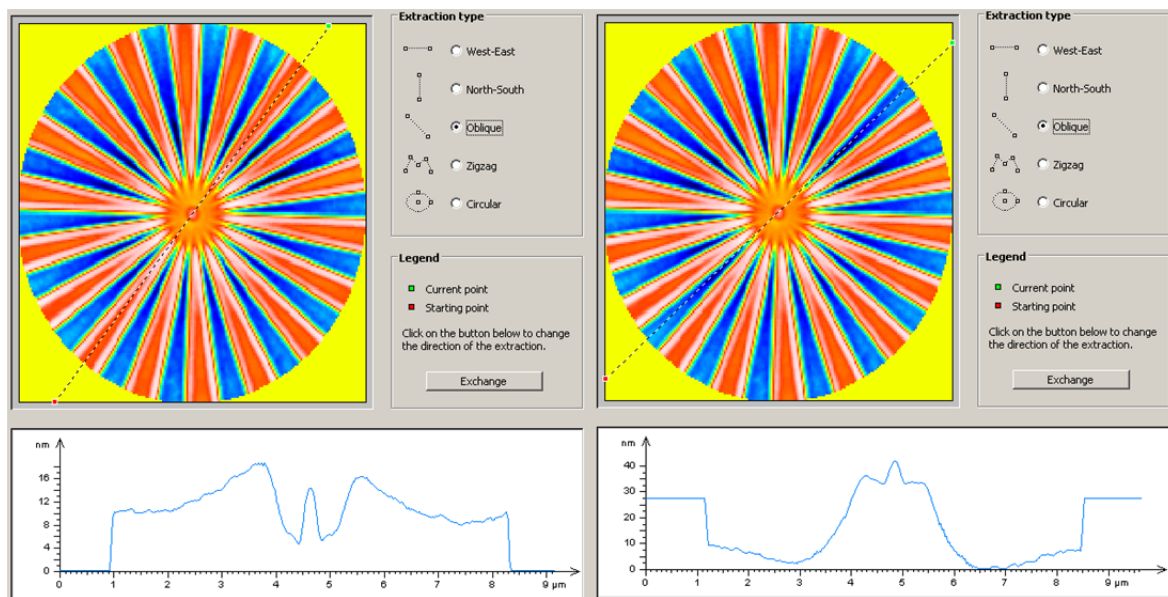 Extraction type
West-East
North-South
Oblique
Zigzag
Circular
Legend
Current point
Starting point
Click on the button below to change
the direction of the extraction.
Exchange
nm
16
12
8
4
0
0 1 2 3 4 5 6 7 8 9 µm
Extraction type
West-East
North-South
Oblique
Zigzag
Circular
Legend
Current point
Starting point
Click on the button below to change
the direction of the extraction.
Exchange
nm
40
30
20
10
0
0 1 2 3 4 5 6 7 8 9 µm